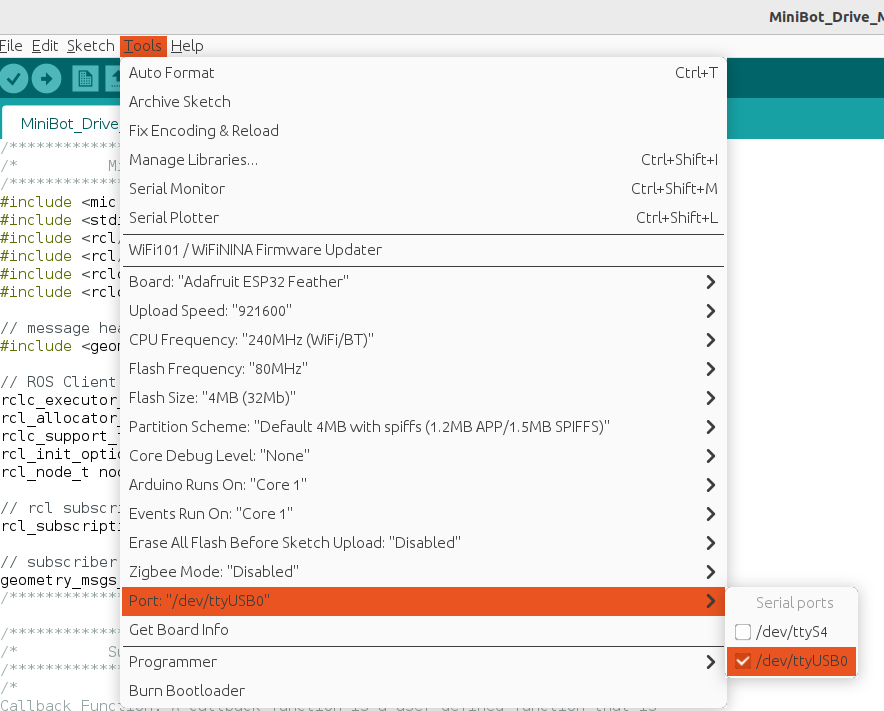 MiniBot_Drive_M
File Edit Sketch Tools Help
Auto Format Ctrl+T
Archive Sketch
MiniBot_Drive_
Fix Encoding & Reload
/*************
/* Mi
Manage Libraries... Ctrl+Shift+I
/*************
Serial Monitor Ctrl+Shift+M
#include <mic
#include <stdi
Serial Plotter Ctrl+Shift+L
#include <rcl/
WiFi101 / WiFiNINA Firmware Updater
#include <rcl/
#include <rclc
#include <rclc
Board: "Adafruit ESP32 Feather"
Upload Speed: "921600"
// message hea
CPU Frequency: "240MHz (WiFi/BT)"
#include <geom
Flash Frequency: "80MHz"
// ROS Client
Flash Size: "4MB (32Mb)"
rclc_executor_
rcl_allocator_
Partition Scheme: "Default 4MB with spiffs (1.2MB APP/1.5MB SPIFFS)"
rclc_support_
rcl_init_optio
Core Debug Level: "None"
rcl_node_t nod
Arduino Runs On: "Core 1"
// rcl subscri
Events Run On: "Core 1"
rcl_subscripti
Erase All Flash Before Sketch Upload: "Disabled"
// subscriber
Zigbee Mode: "Disabled"
geometry_msgs_
/*************
Port: "/dev/ttyUSB0"
Serial ports
/dev/ttyS4
/dev/ttyUSB0
Get Board Info
/*************
/* Su
Programmer
/*************
/*
Burn Bootloader
Callback Function: A callback function is a user-defined function that is